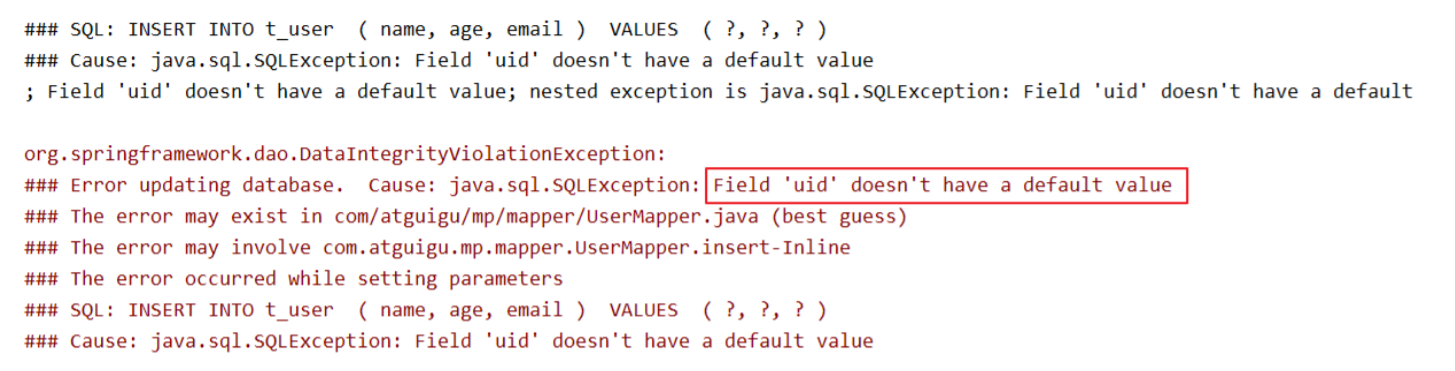 ### SQL: INSERT INTO t_user  ( name, age, email )  VALUES  ( ?, ?, ? )
### Cause: java.sql.SQLException: Field 'uid' doesn't have a default value
; Field 'uid' doesn't have a default value; nested exception is java.sql.SQLException: Field 'uid' doesn't have a default
org.springframework.dao.DataIntegrityViolationException:
### Error updating database.  Cause: java.sql.SQLException: Field 'uid' doesn't have a default value
### The error may exist in com/atguigu/mp/mapper/UserMapper.java (best guess)
### The error may involve com.atguigu.mp.mapper.UserMapper.insert-Inline
### The error occurred while setting parameters
### SQL: INSERT INTO t_user  ( name, age, email )  VALUES  ( ?, ?, ? )
### Cause: java.sql.SQLException: Field 'uid' doesn't have a default value